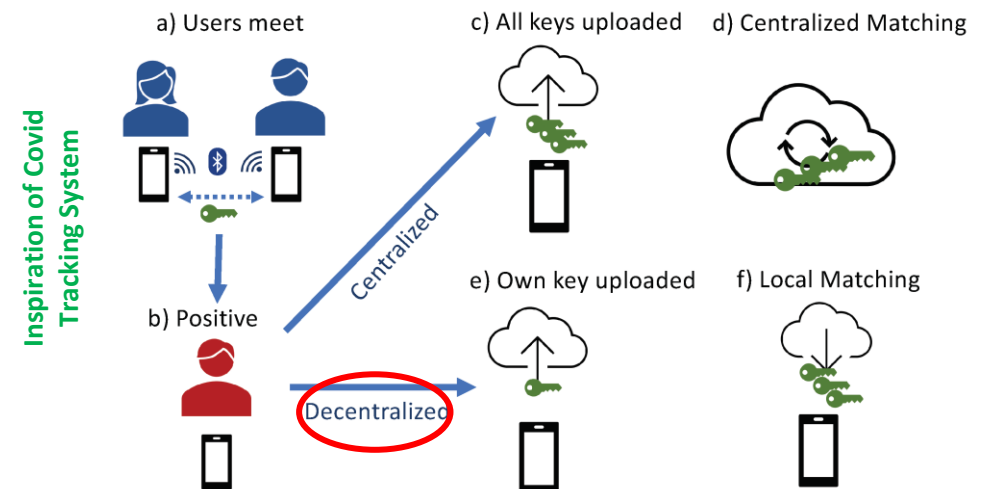 a) Users meet
c) All keys uploaded
d) Centralized Matching
Inspiration of Covid
Tracking System
Centralized
b) Positive
e) Own key uploaded
f) Local Matching
Decentralized